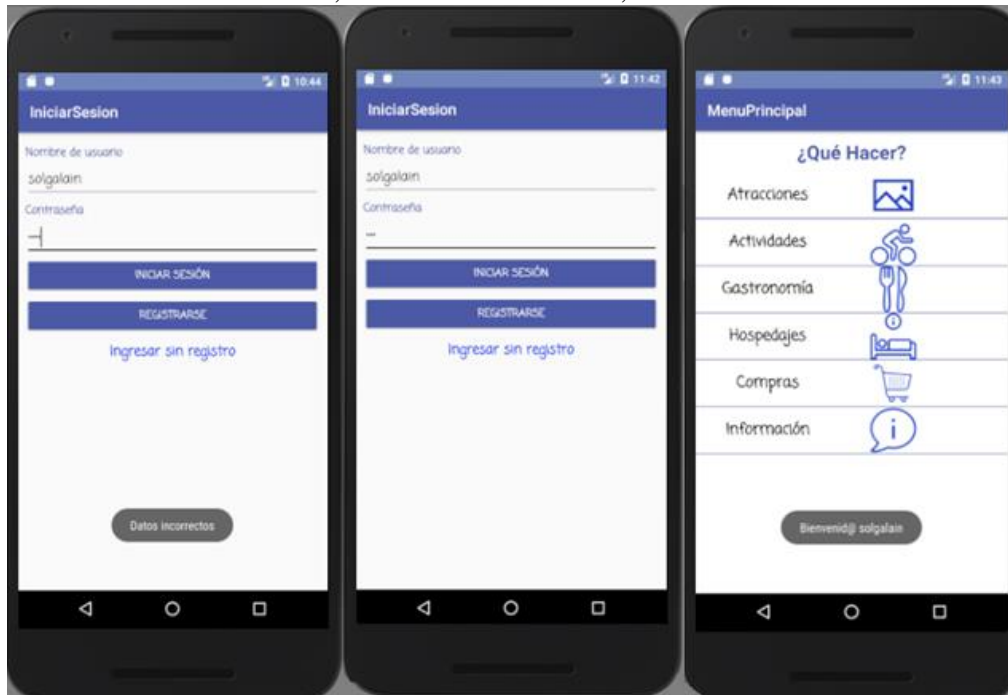 10:44
IniciarSesion
Nombre de usuario
solgalain
Contraseña
INICIAR SESIÓN
REGISTRARSE
Ingresar sin registro
Datos incorrectos
11:42
IniciarSesion
Nombre de usuario
solgalain
Contraseña
INICIAR SESIÓN
REGISTRARSE
Ingresar sin registro
11:43
MenuPrincipal
¿Qué Hacer?
Atracciones
Actividades
Gastronomía
Hospedajes
Compras
Información
Bienvenid@ solgalain